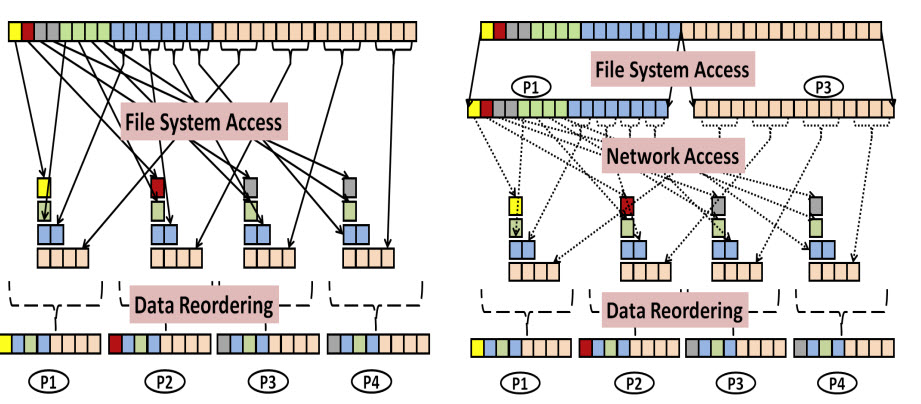 File System Access
Data Reordering
P1
P2
P3
P4
File System Access
P1
P3
Network Access
Data Reordering
P1
P2
P3
P4